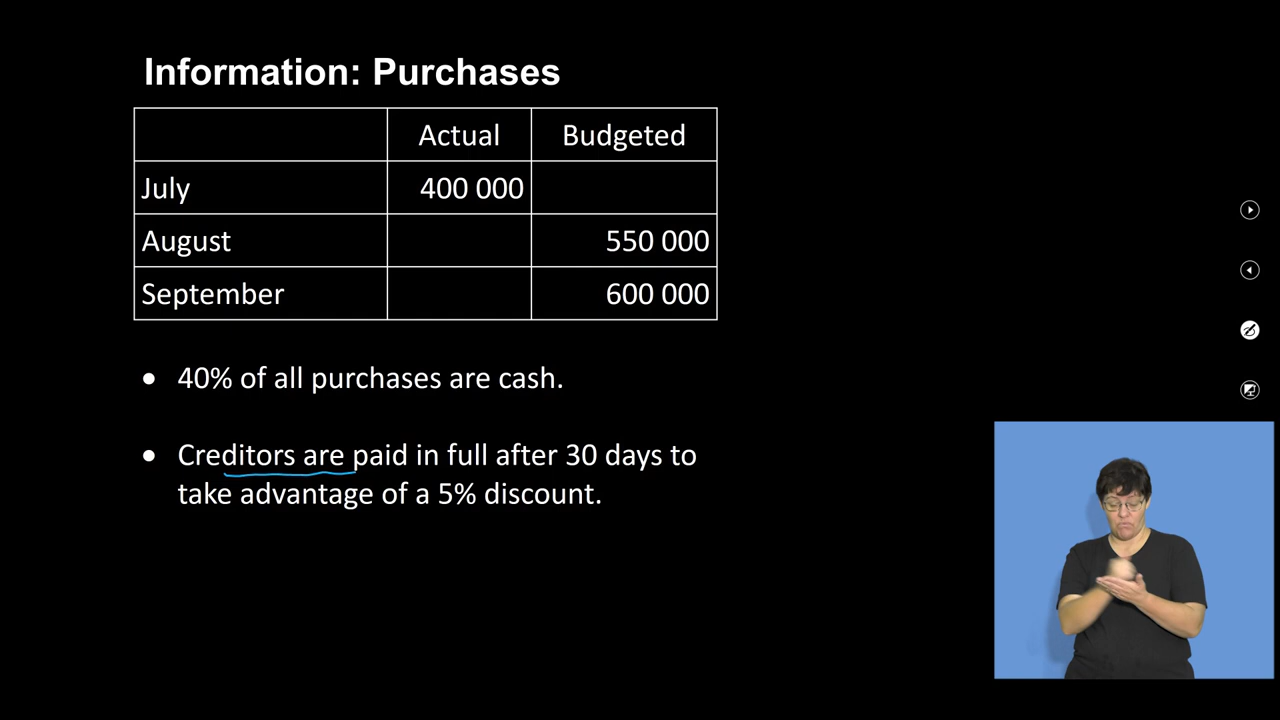 Information: Purchases
Actual Budgeted
July 400 000
August 550 000
September 600 000
• 40% of all purchases are cash.
• Creditors are paid in full after 30 days to
take advantage of a 5% discount.